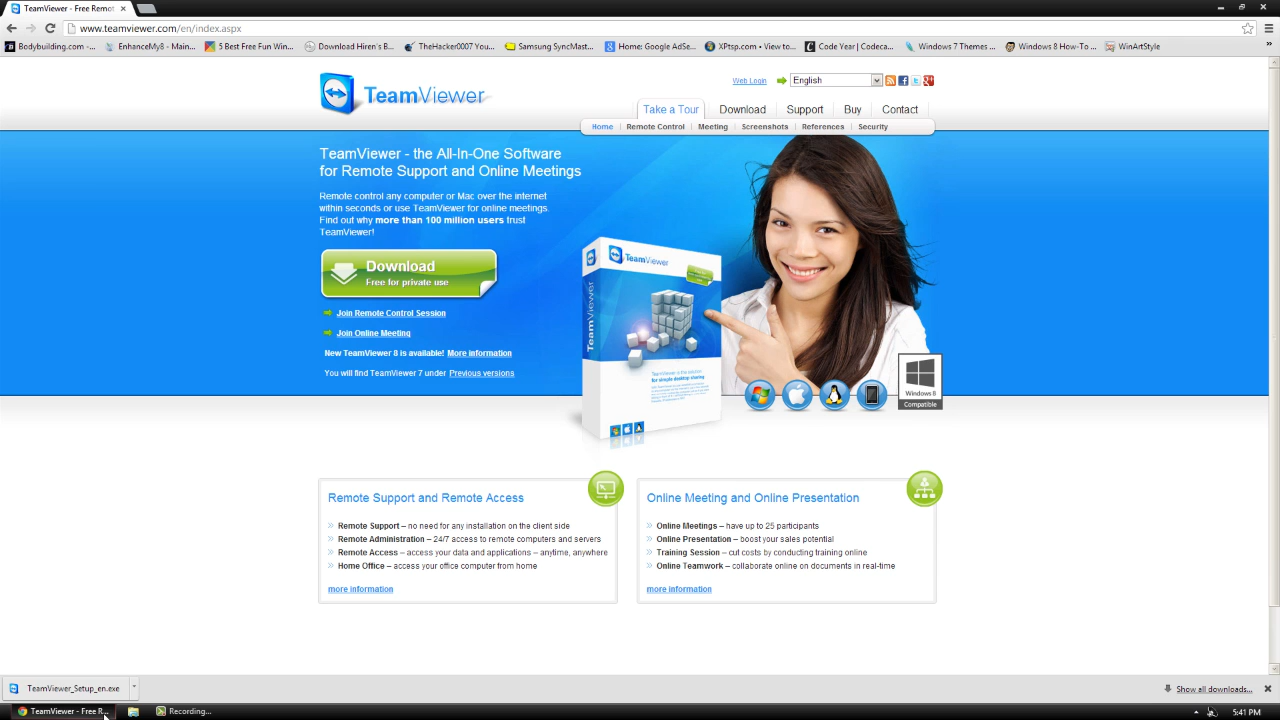 TeamViewer - Free Remot
www.teamviewer.com/en/index.aspx
Bodybuilding.com -... EnhanceMy8 - Main... 5 Best Free Fun Win... Download Hiren's B... TheHacker0007 You... Samsung SyncMast... Home: Google AdSe... XPtsp.com • View to... Code Year | Codeca... Windows 7 Themes ... Windows 8 How-To ... WinArtStyle
Web Login English
TeamViewer
Take a Tour Download Support Buy Contact
Home Remote Control Meeting Screenshots References Security
TeamViewer - the All-In-One Software
for Remote Support and Online Meetings
Remote control any computer or Mac over the internet
within seconds or use TeamViewer for online meetings.
Find out why more than 100 million users trust
TeamViewer!
Download
Free for private use
Join Remote Control Session
Join Online Meeting
New TeamViewer 8 is available! More information
You will find TeamViewer 7 under Previous versions
TeamViewer
TeamViewer
TeamViewer is the solution
for simple desktop sharing
Windows 8
Compatible
Remote Support and Remote Access
Remote Support – no need for any installation on the client side
Remote Administration – 24/7 access to remote computers and servers
Remote Access – access your data and applications – anytime, anywhere
Home Office – access your office computer from home
more information
Online Meeting and Online Presentation
Online Meetings – have up to 25 participants
Online Presentation – boost your sales potential
Training Session – cut costs by conducting training online
Online Teamwork – collaborate online on documents in real-time
more information
TeamViewer_Setup_en.exe
Show all downloads...
TeamViewer - Free R...
Recording...
5:41 PM